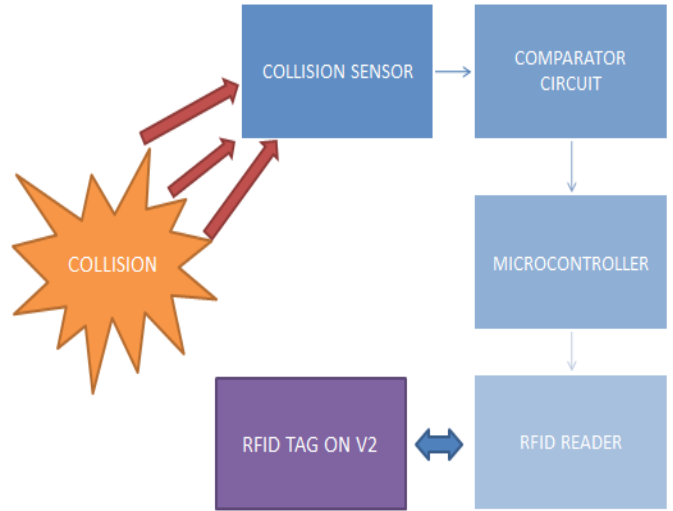 COLLISION SENSOR
COMPARATOR
CIRCUIT
COLLISION
MICROCONTROLLER
RFID TAG ON V2
RFID READER